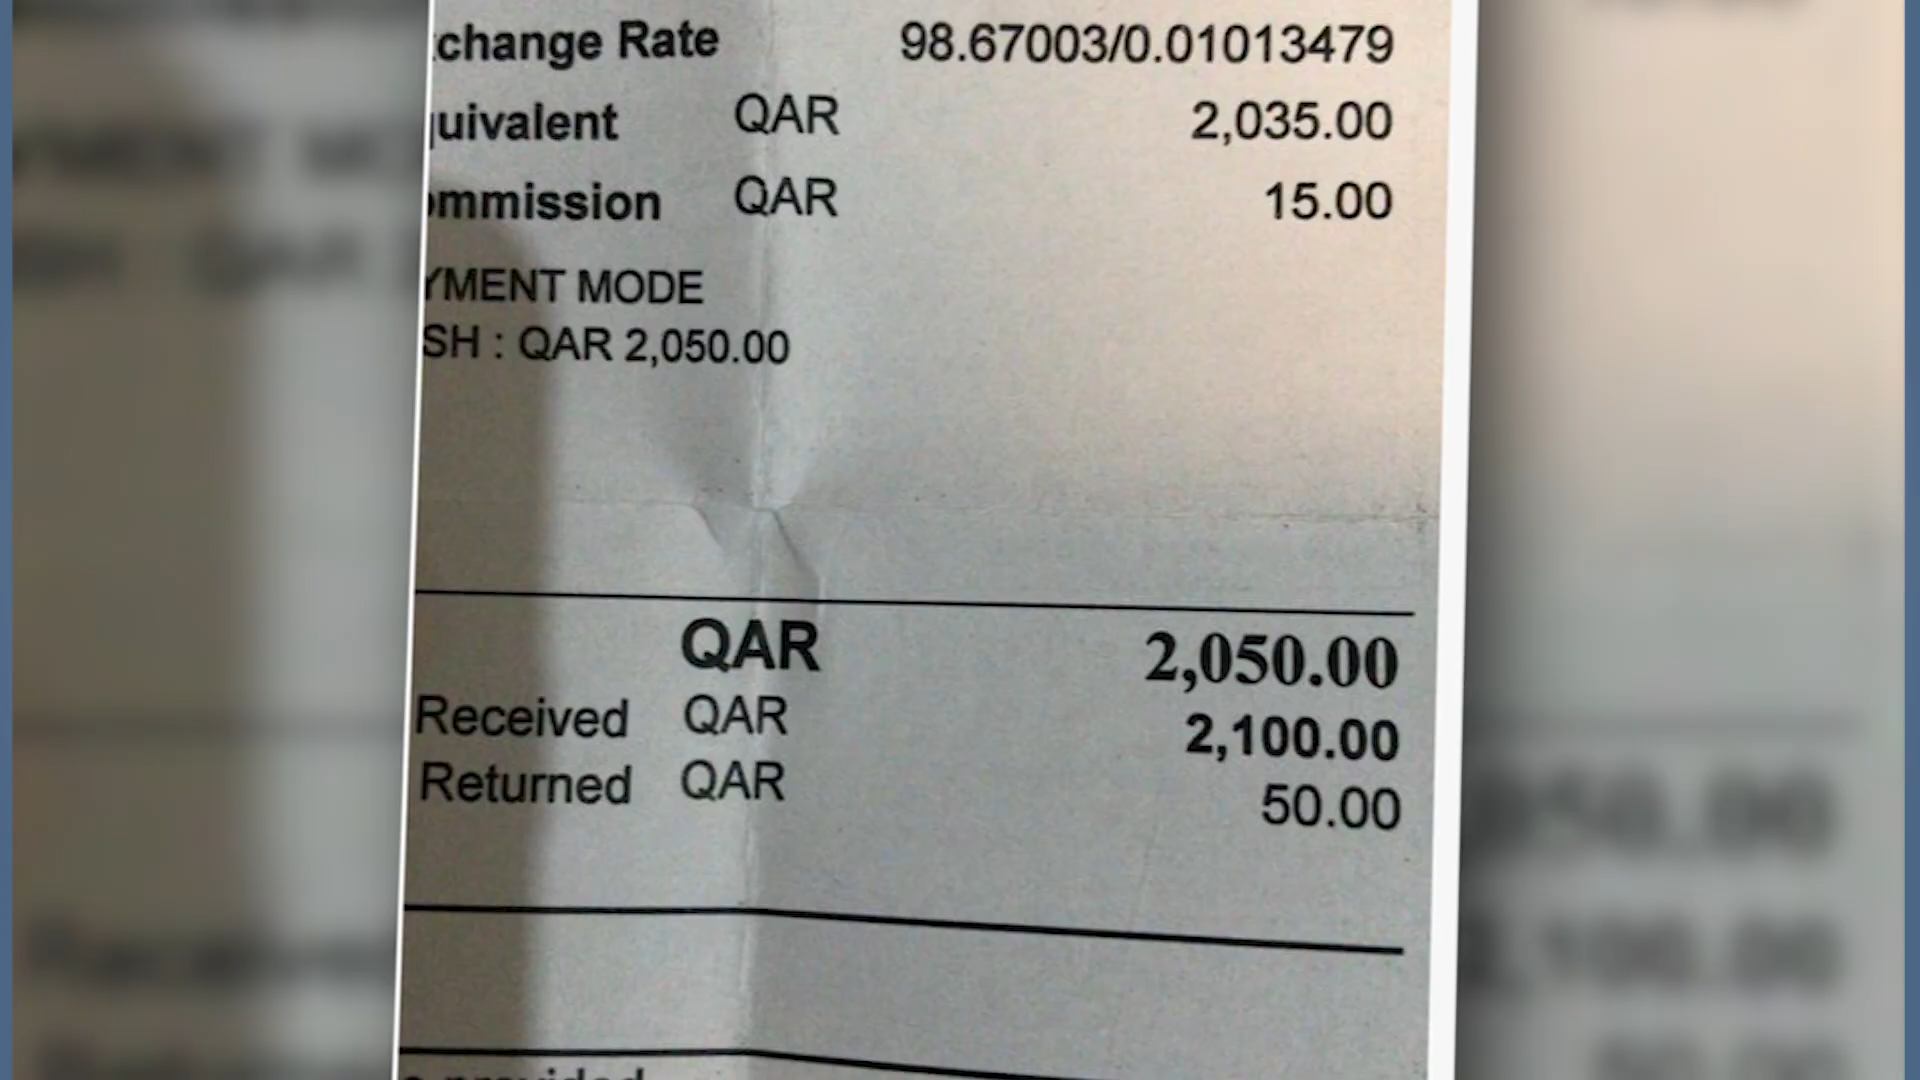 change Rate 98.67003/0.01013479
uivalent QAR 2,035.00
mmission QAR 15.00
YMENT MODE
SH : QAR 2,050.00
QAR 2,050.00
Received QAR 2,100.00
Returned QAR 50.00
provided